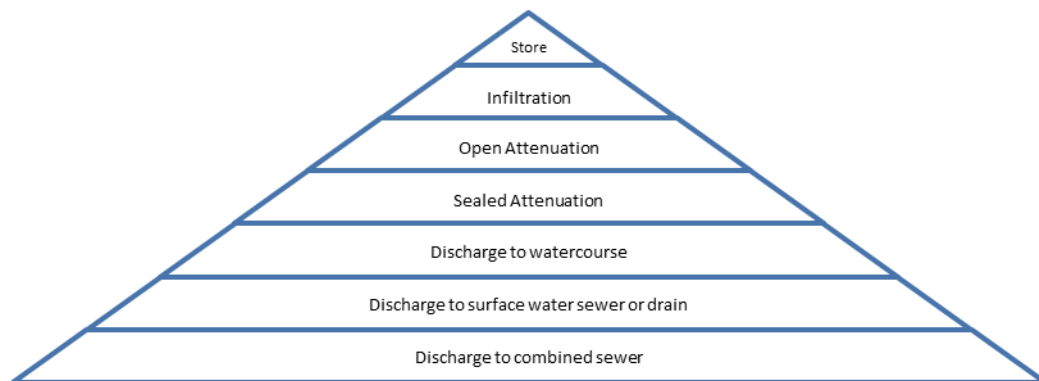 Store
Infiltration
Open Attenuation
Sealed Attenuation
Discharge to watercourse
Discharge to surface water sewer or drain
Discharge to combined sewer